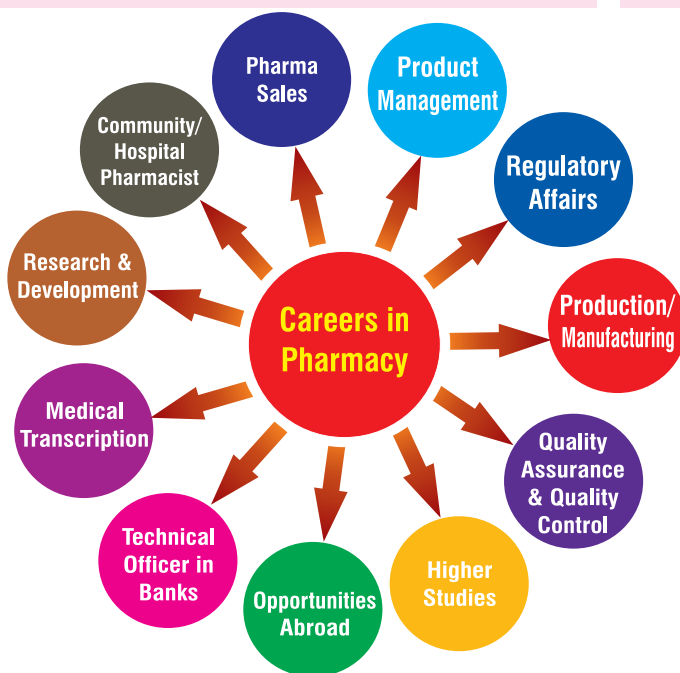 Careers in
Pharmacy
Pharma
Sales
Product
Management
Regulatory
Affairs
Production/
Manufacturing
Quality
Assurance
& Quality
Control
Higher
Studies
Opportunities
Abroad
Technical
Officer in
Banks
Medical
Transcription
Research &
Development
Community/
Hospital
Pharmacist